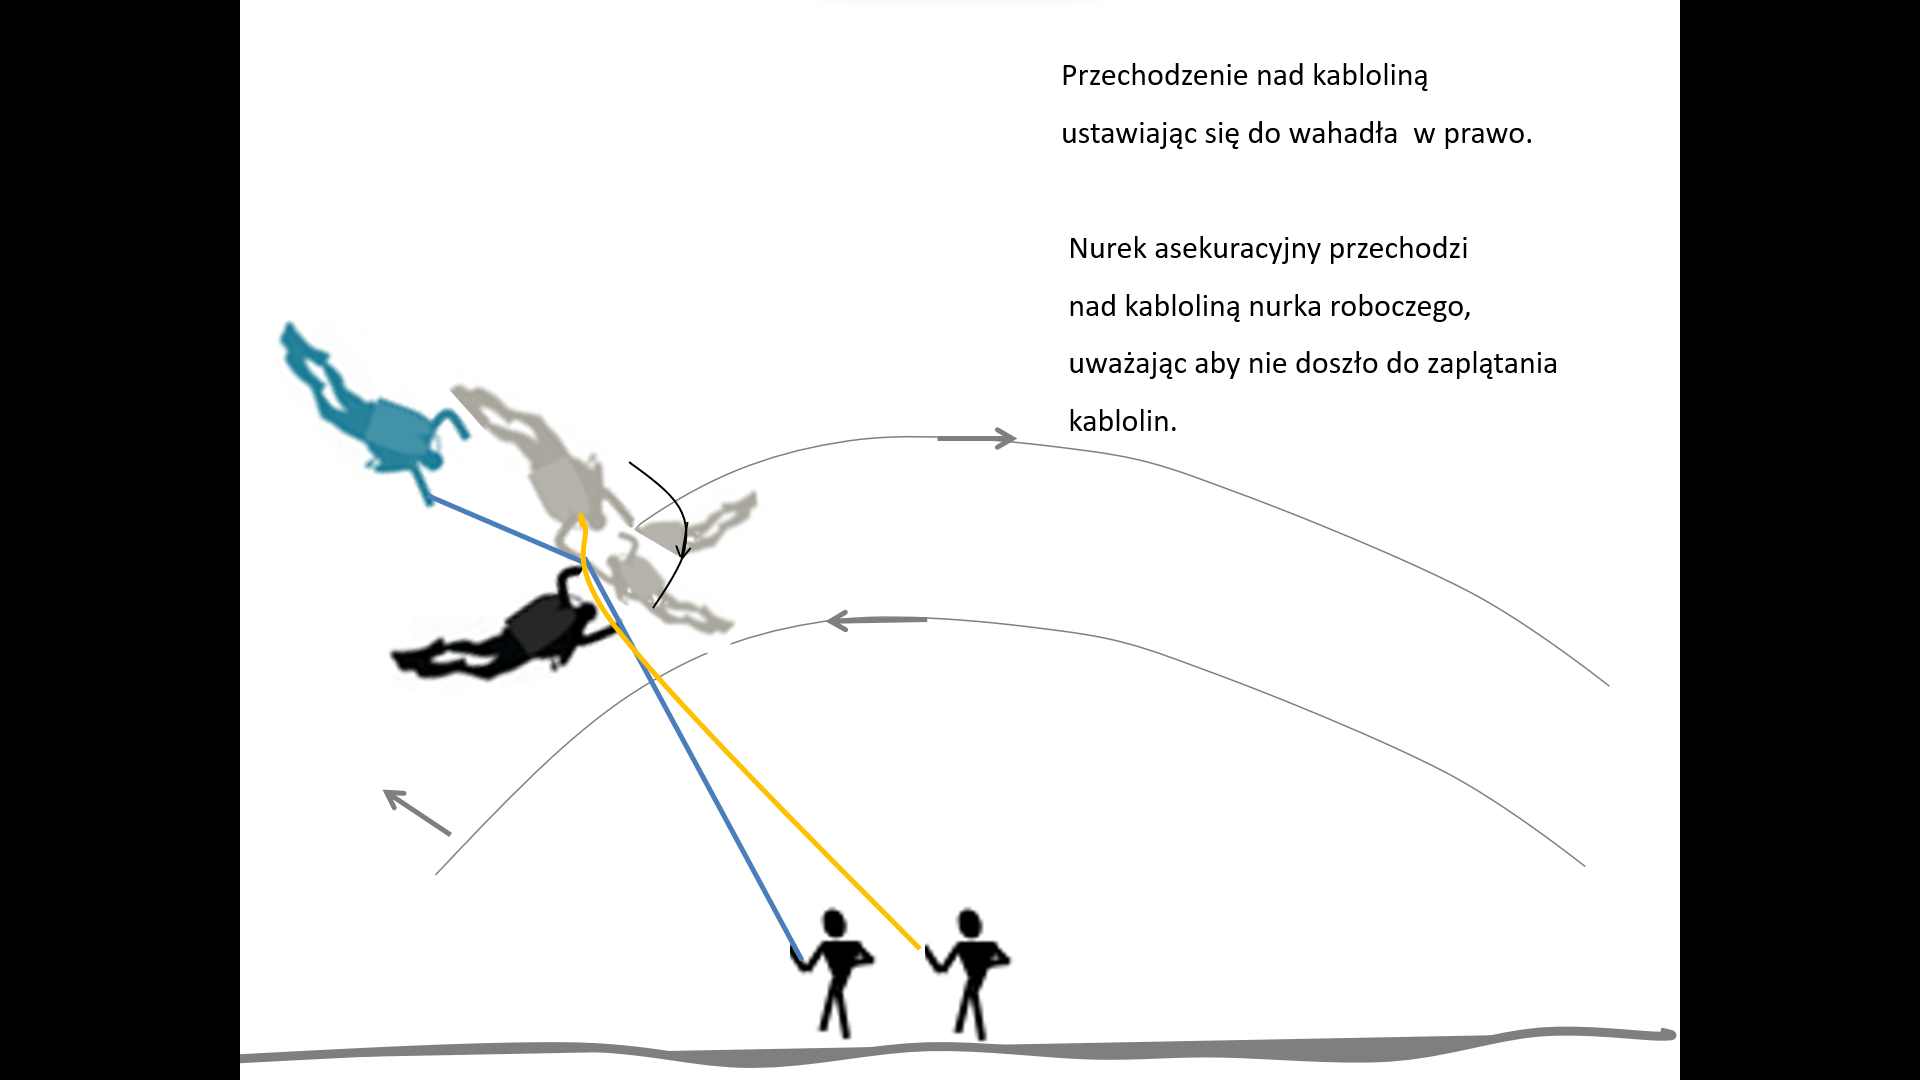 Przechodzenie nad kabloliną
ustawiając się do wahadła  w prawo.
Nurek asekuracyjny przechodzi
nad kabloliną nurka roboczego,
uważając aby nie doszło do zaplątania
kablolin.